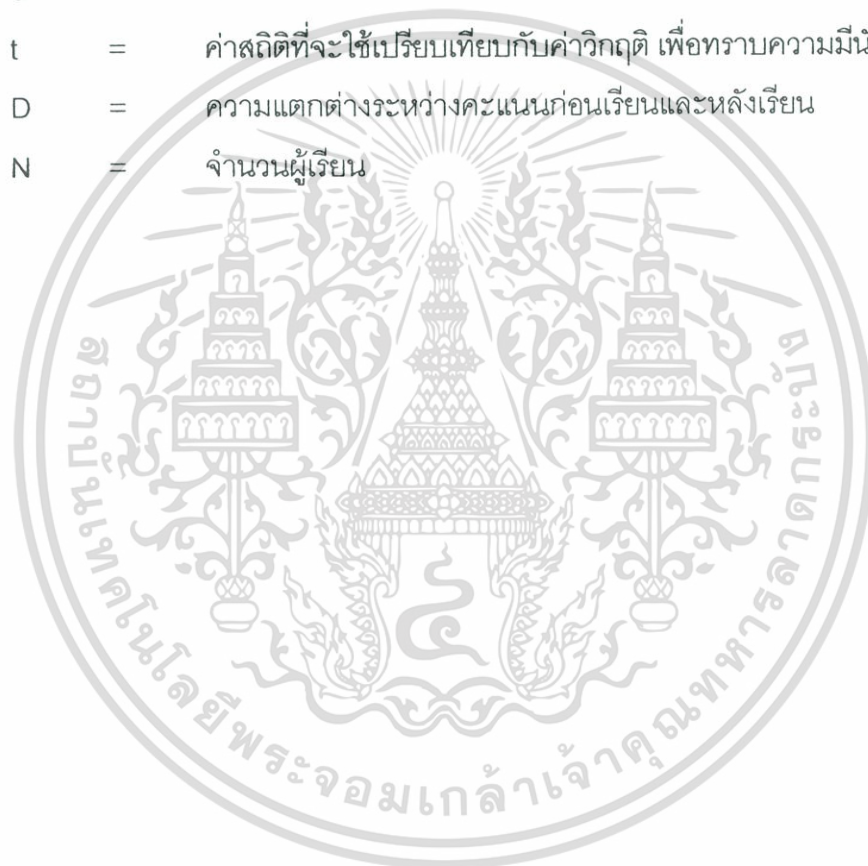 t = ค่าสถิติที่จะใช้เปรียบเทียบกับค่าวิกฤติ เพื่อทราบความมี
D = ความแตกต่างระหว่างคะแนนก่อนเรียนและหลังเรียน
N = จำนวนผู้เรียน
สถาบันเทคโนโลยีพระจอมเกล้าเจ้าคุณทหารลาดกระบัง